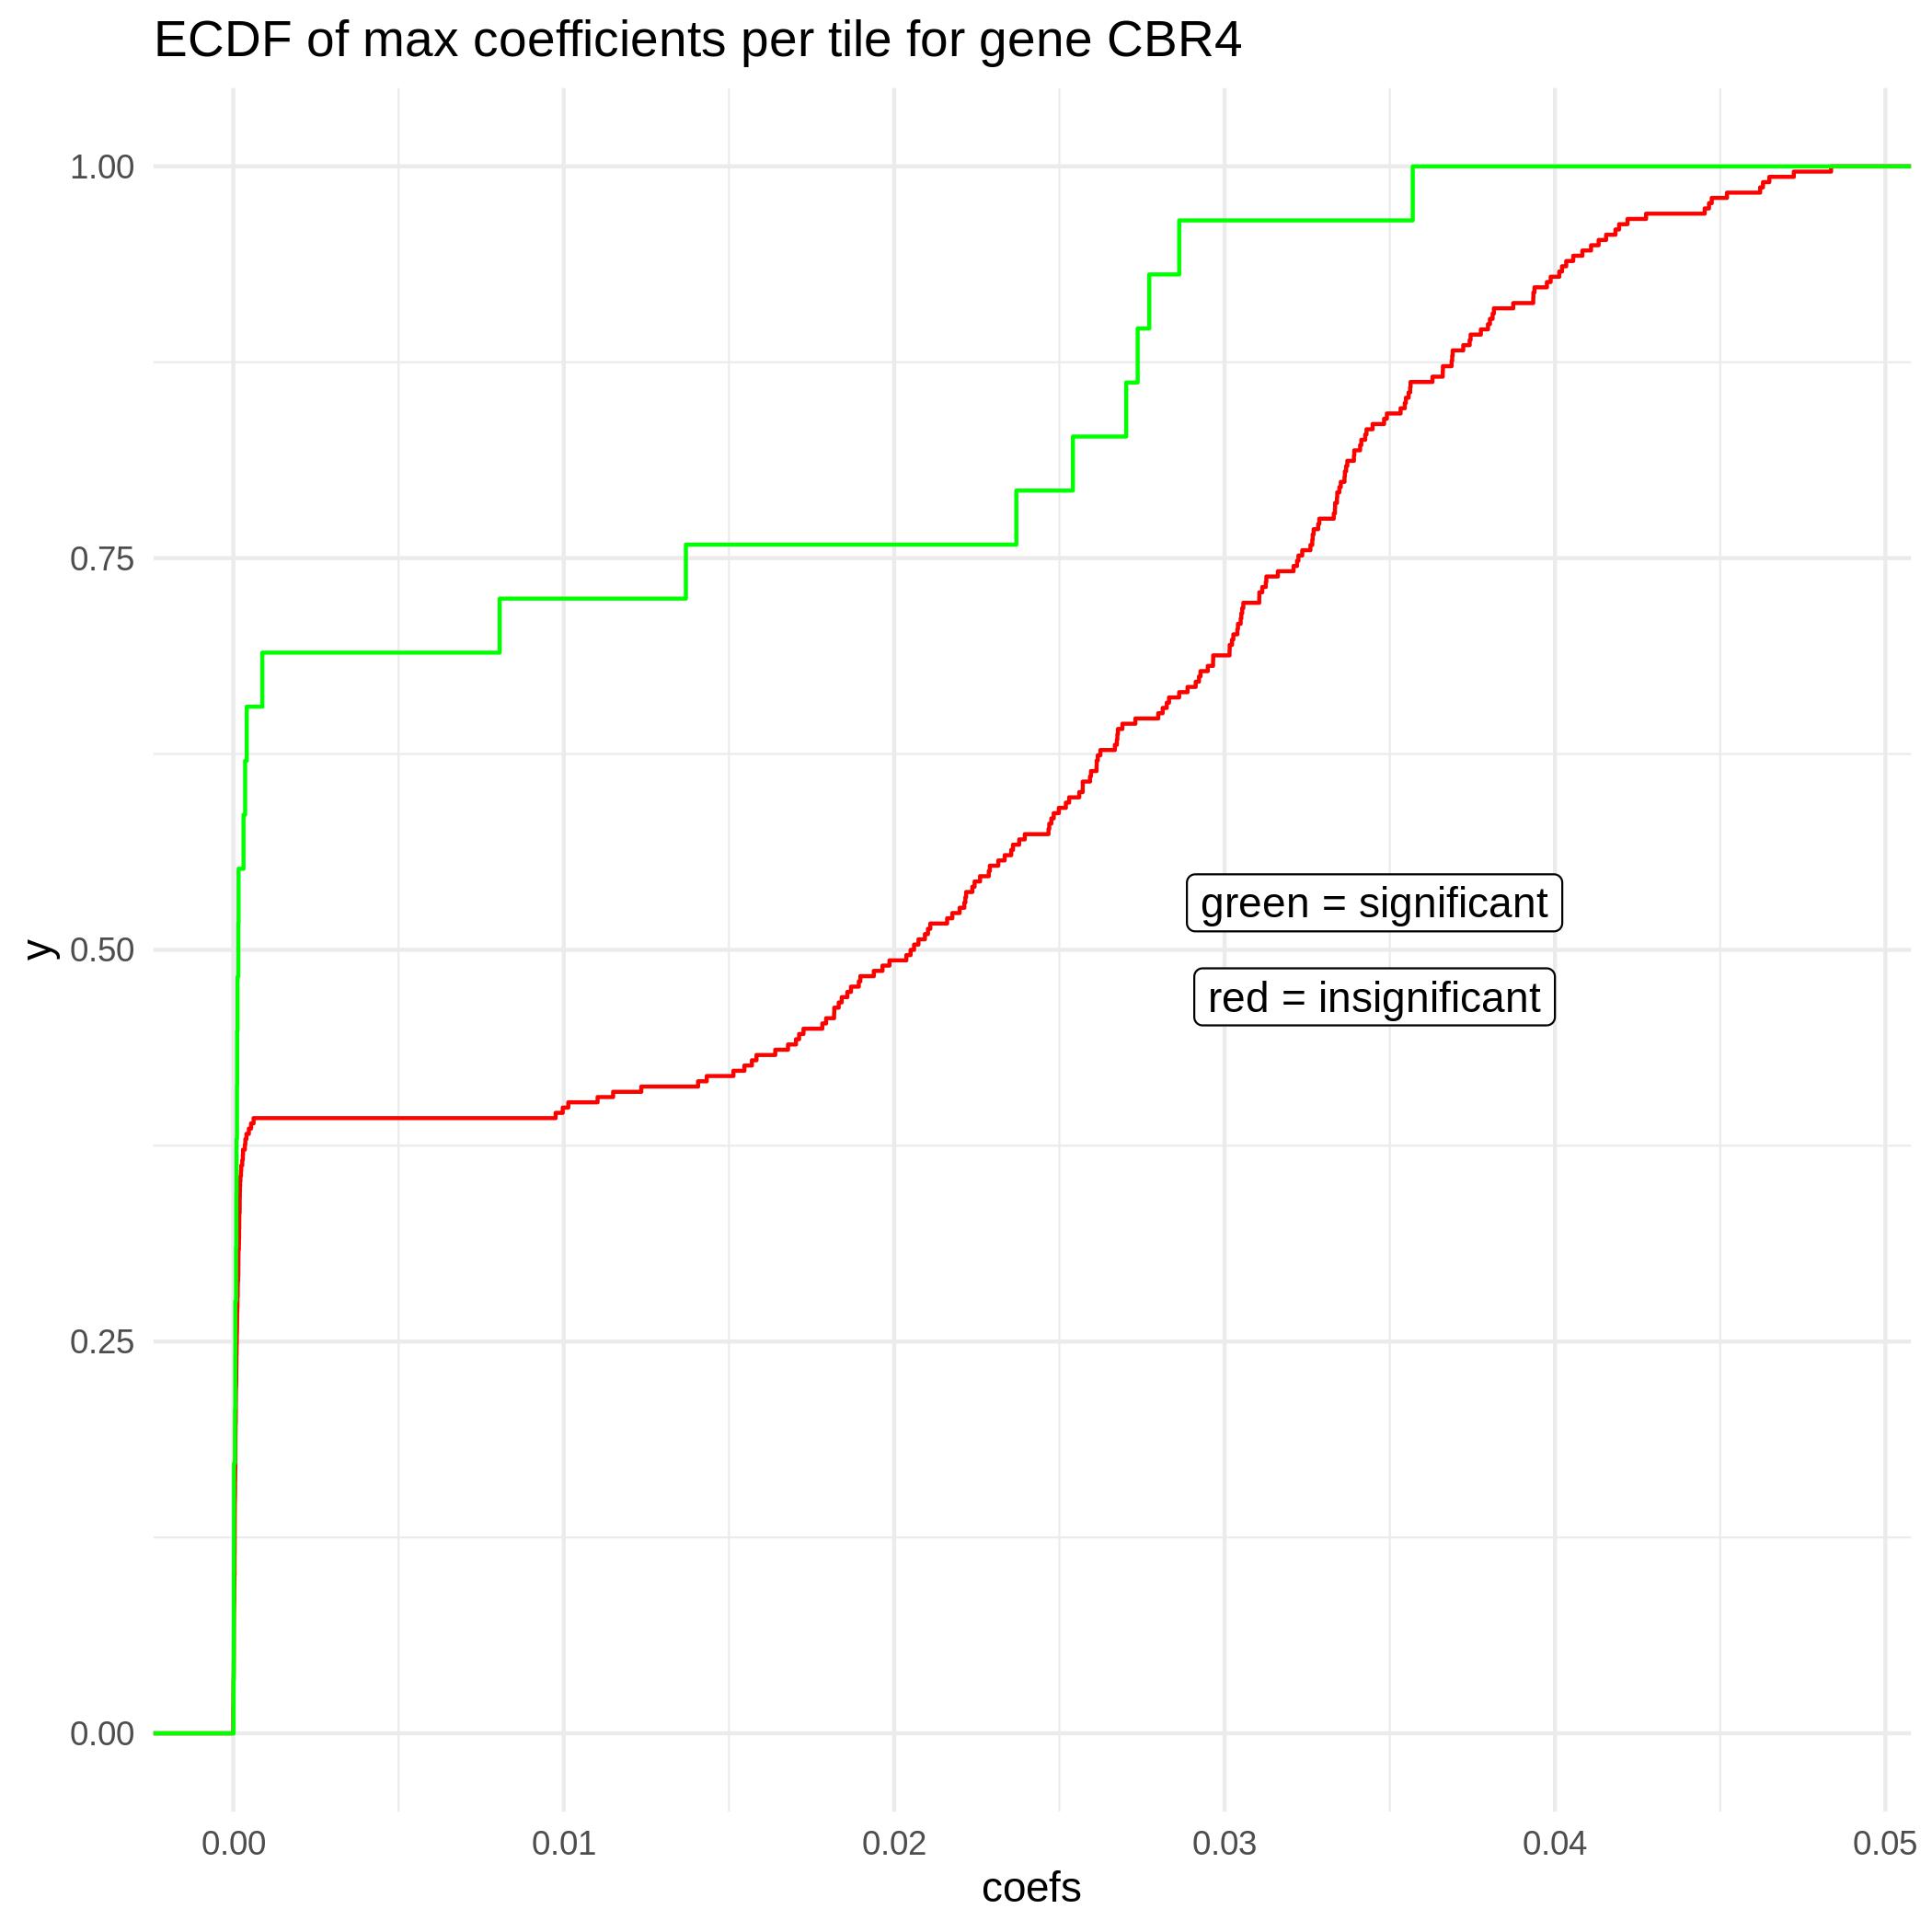 ECDF of max coefficients per tile for gene CBR4
1.00
0.75
0.50
0.25
0.00
y
green = significant
red = insignificant
0.00 0.01 0.02 0.03 0.04 0.05
coefs